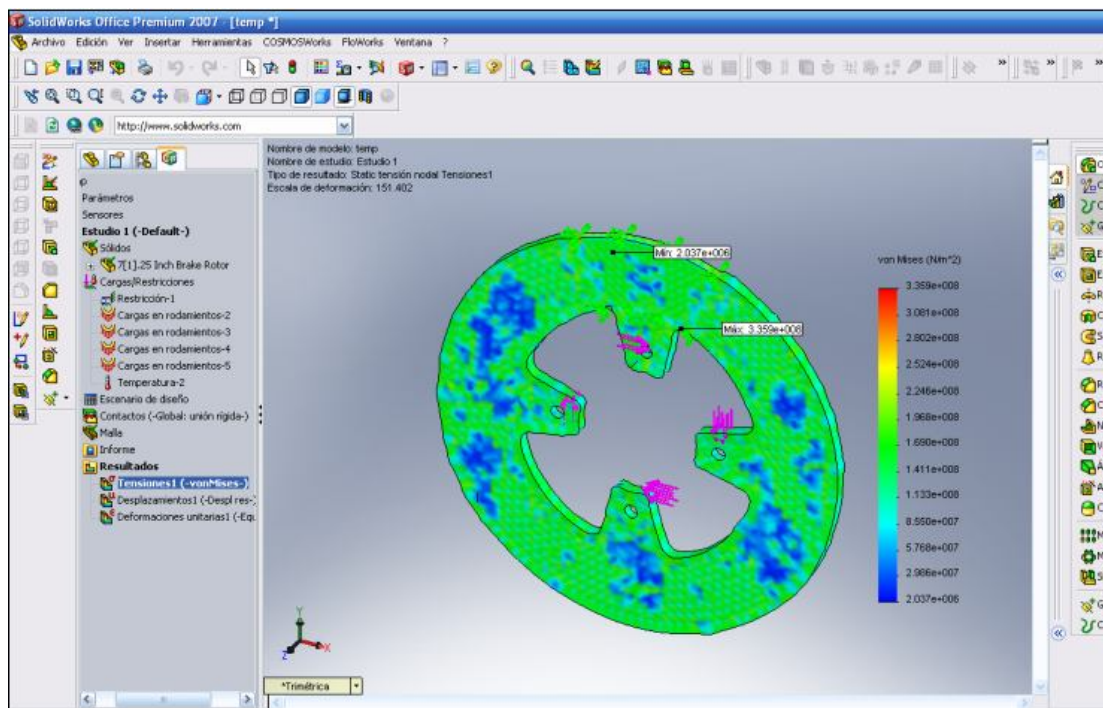 SolidWorks Office Premium 2007 - [temp *]
Archivo Edición Ver Insertar Herramientas COSMOSWorks FloWorks Ventana ?
http://www.solidworks.com
Nombre de modelo: temp
Nombre de estudio: Estudio 1
Tipo de resultado: Static tensión nodal Tensiones1
Escala de deformación: 151.402
Parámetros
Sensores
Estudio 1 (-Default-)
Sólidos
7[1].25 Inch Brake Rotor
Cargas/Restricciones
Restricción-1
Cargas en rodamientos-2
Cargas en rodamientos-3
Cargas en rodamientos-4
Cargas en rodamientos-5
Temperatura-2
Escenario de diseño
Contactos (-Global: unión rígida-)
Malla
Informe
Resultados
Tensiones1 (-vonMises-)
Desplazamientos1 (-Despl res-)
Deformaciones unitarias1 (-Equ
Min: 2.037e+006
Máx: 3.359e+008
von Mises (N/m^2)
3.359e+008
3.081e+008
2.802e+008
2.524e+008
2.246e+008
1.968e+008
1.690e+008
1.411e+008
1.133e+008
8.550e+007
5.768e+007
2.986e+007
2.037e+006
Y
X
Z
*Trimétrica